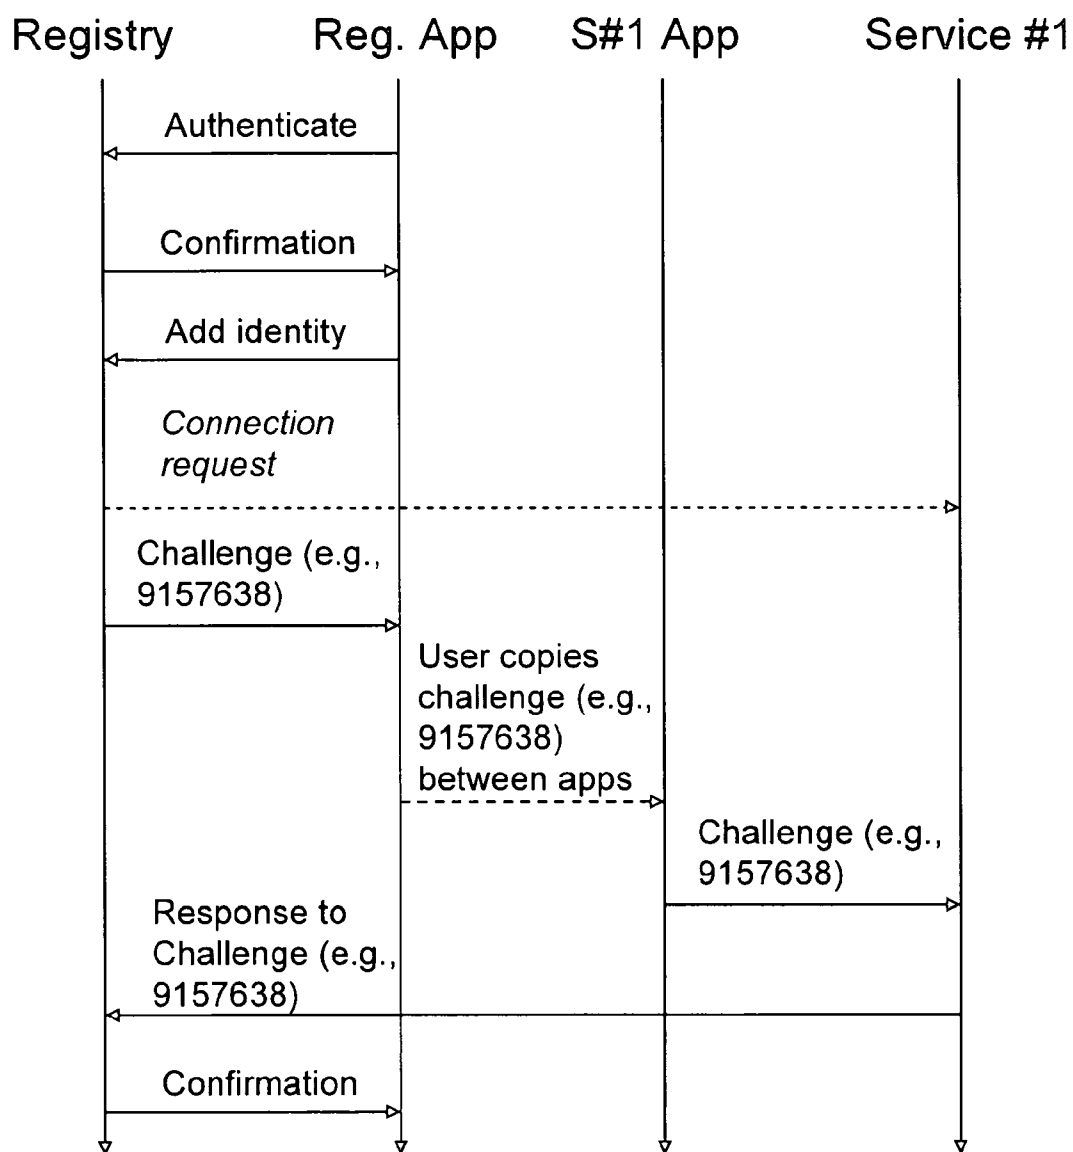 Registry Reg. App S#1 App Service #1
Authenticate
Confirmation
Add identity
Connection
request
Challenge (e.g.,
9157638)
User copies
challenge (e.g.,
9157638)
between apps
Challenge (e.g.,
9157638)
Response to
Challenge (e.g.,
9157638)
Confirmation